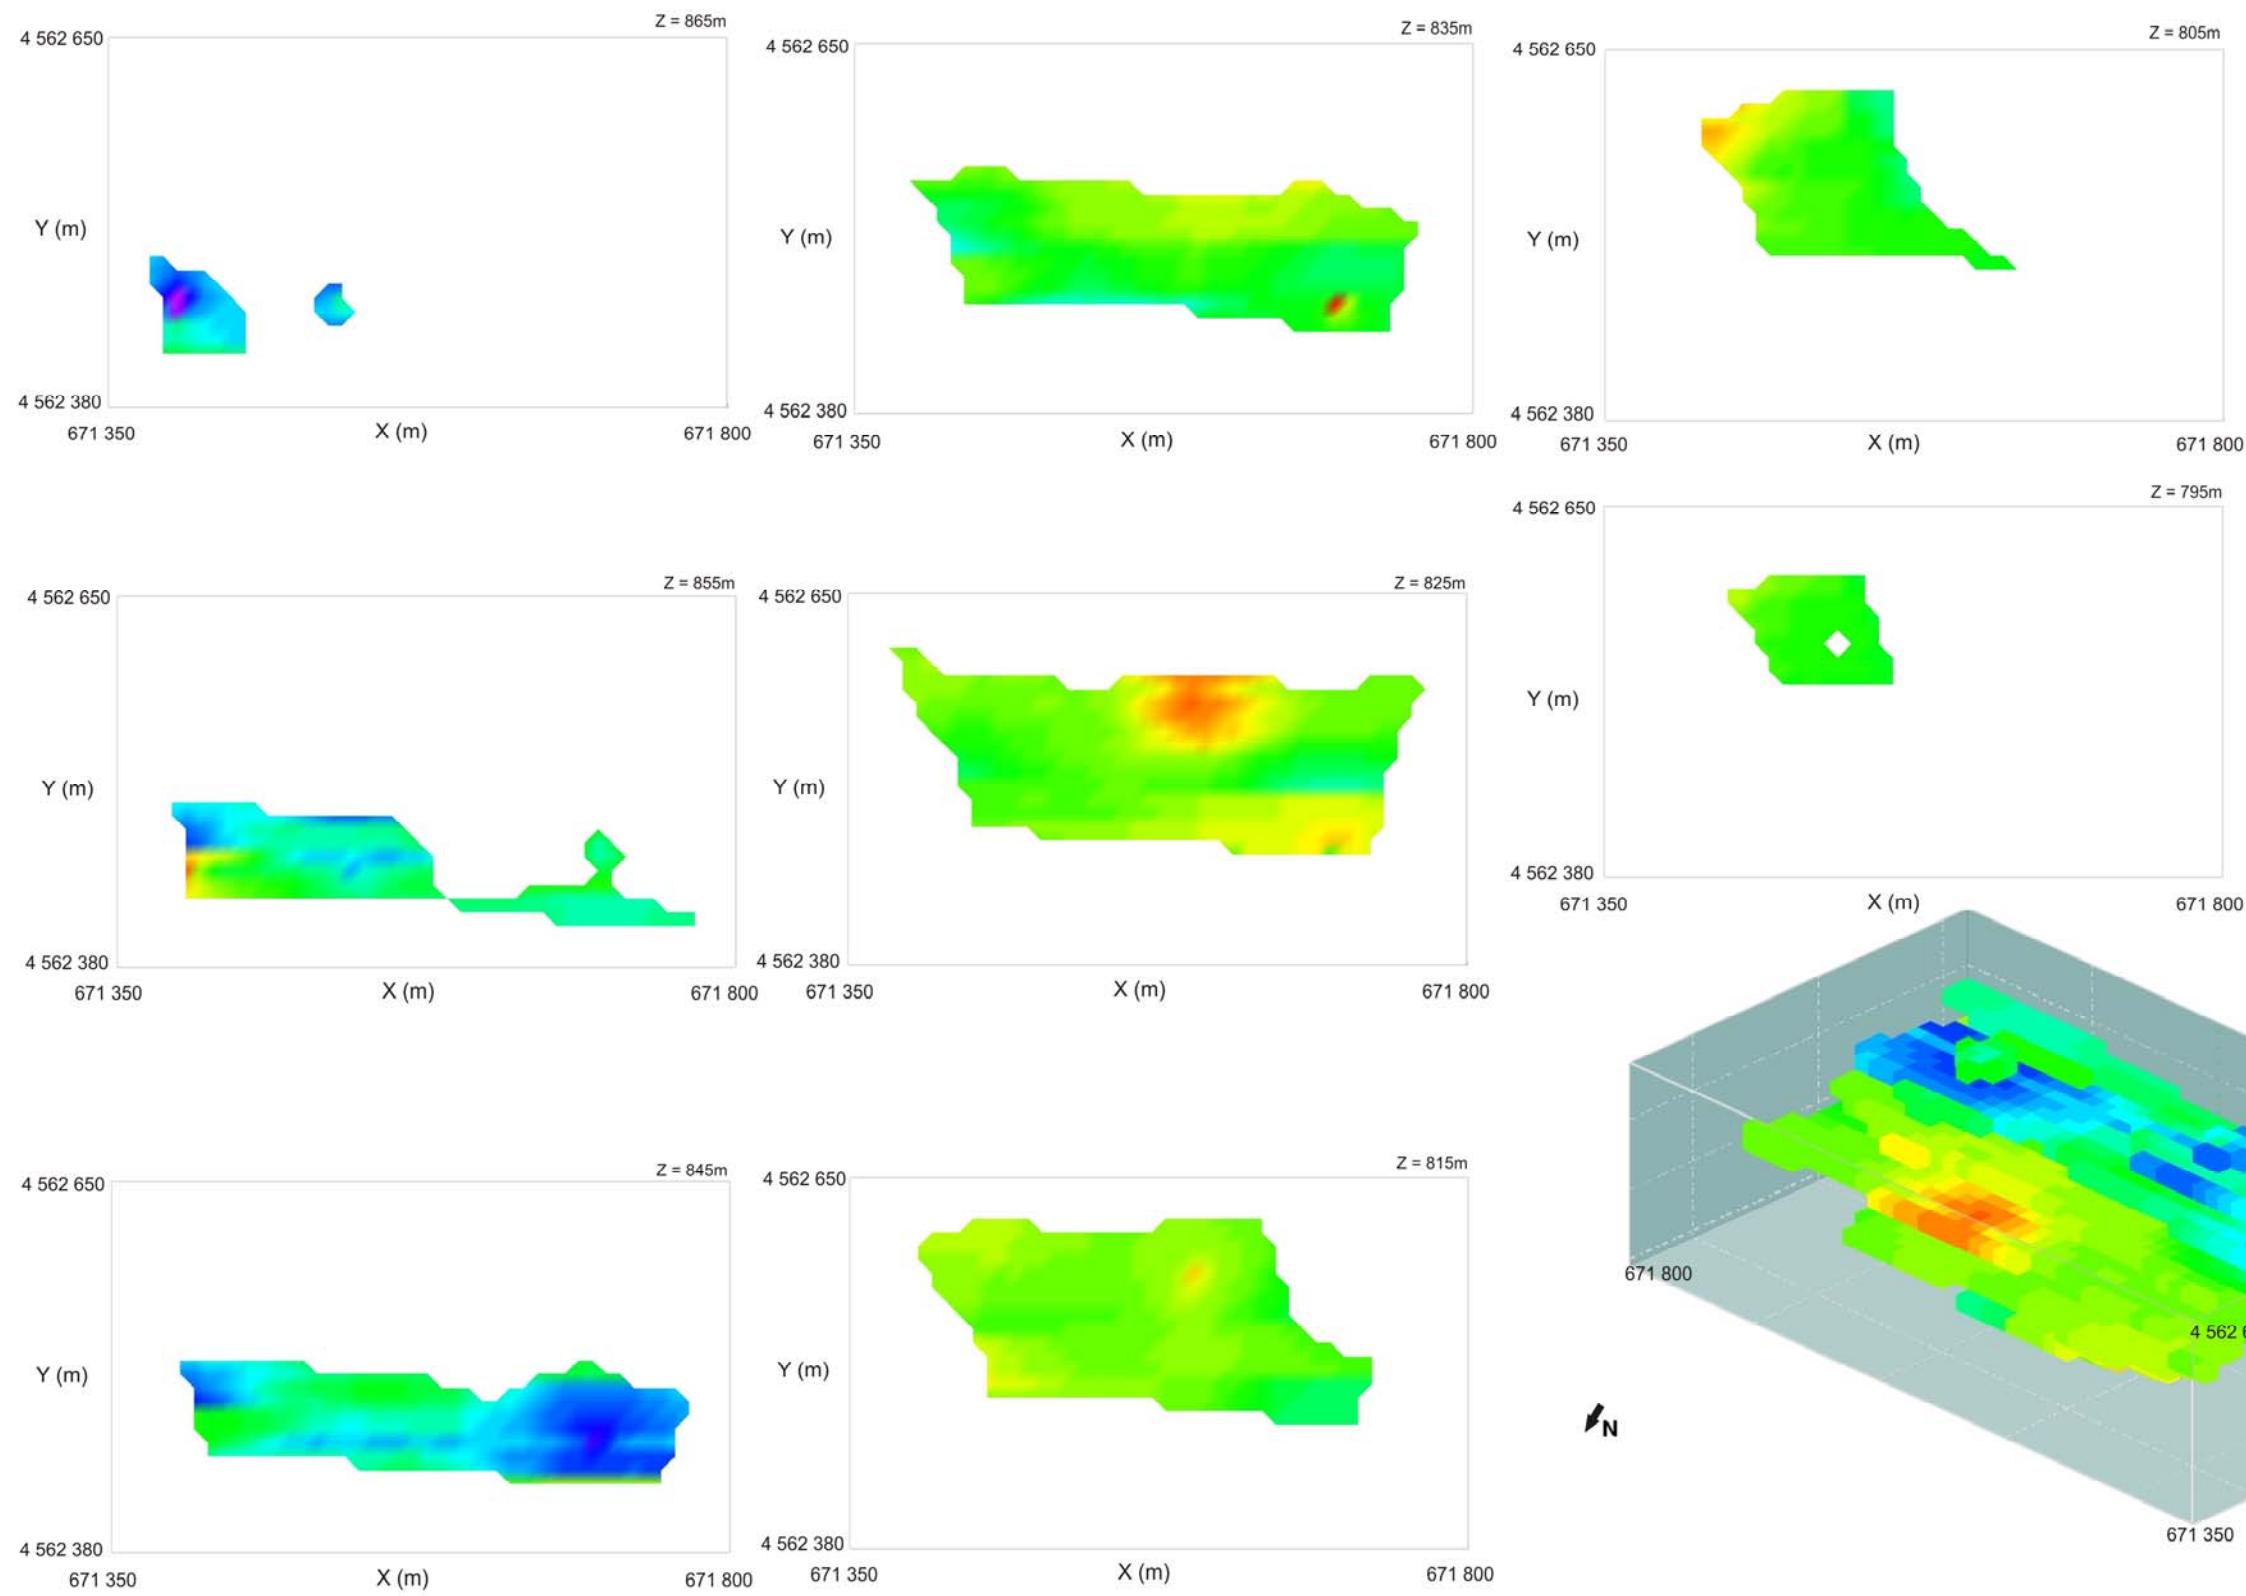 Z = 865m
4 562 650
Y (m)
4 562 380
671 350
X (m)
671 800
Z = 835m
4 562 650
Y (m)
4 562 380
671 350
X (m)
671 800
Z = 805m
4 562 650
Y (m)
4 562 380
671 350
X (m)
671 800
Z = 855m
4 562 650
Y (m)
4 562 380
671 350
X (m)
671 800
Z = 825m
4 562 650
Y (m)
4 562 380
671 350
X (m)
671 800
Z = 795m
4 562 650
Y (m)
4 562 380
671 350
X (m)
671 800
Z = 845m
4 562 650
Y (m)
4 562 380
671 350
X (m)
671 800
Z = 815m
4 562 650
Y (m)
4 562 380
671 350
X (m)
671 800
671 800
4 562
N
671 350